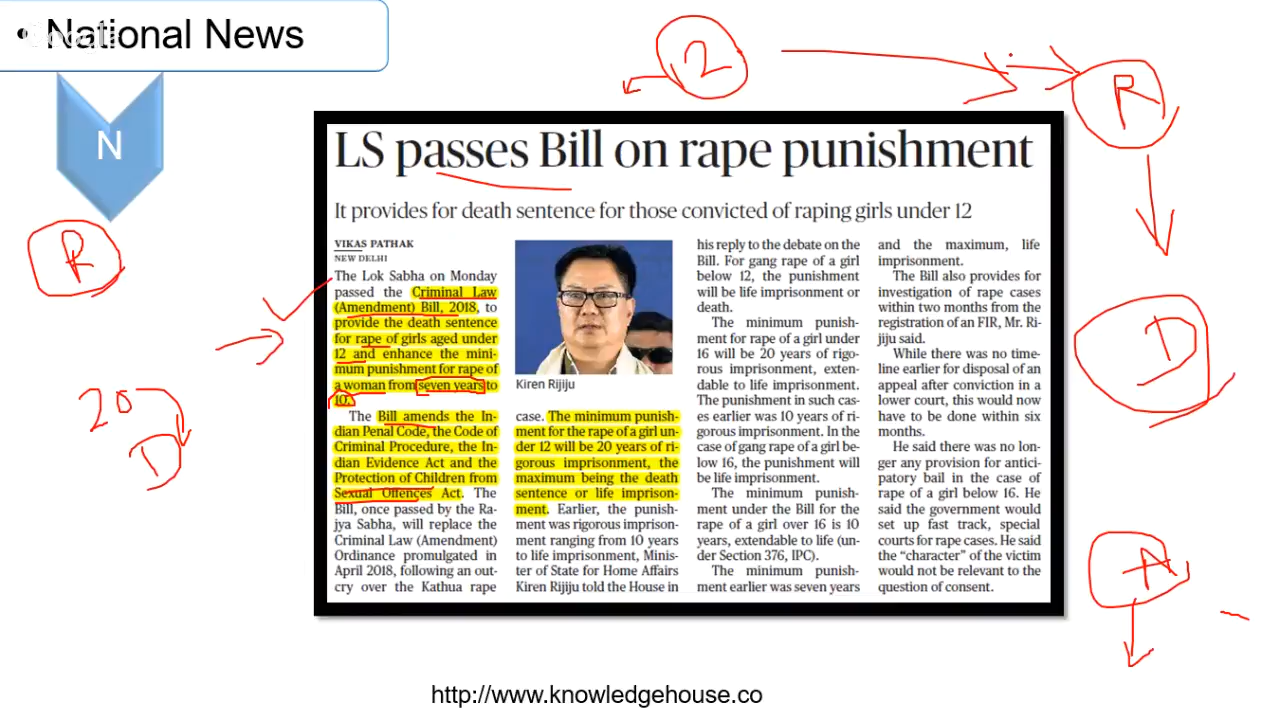 • National News
Google
N
LS passes Bill on rape punishment
It provides for death sentence for those convicted of raping girls under 12
VIKAS PATHAK
NEW DELHI
The Lok Sabha on Monday
passed the Criminal Law
(Amendment) Bill, 2018, to
provide the death sentence
for rape of girls aged under
12 and enhance the mini-
mum punishment for rape of
a woman from seven years to
10.
The Bill amends the In-
dian Penal Code, the Code of
Criminal Procedure, the In-
dian Evidence Act and the
Protection of Children from
Sexual Offences Act. The
Bill, once passed by the Ra-
jya Sabha, will replace the
Criminal Law (Amendment)
Ordinance promulgated in
April 2018, following an out-
cry over the Kathua rape
Kiren Rijiju
case. The minimum punish-
ment for the rape of a girl un-
der 12 will be 20 years of ri-
gorous imprisonment, the
maximum being the death
sentence or life imprison-
ment. Earlier, the punish-
ment was rigorous imprison-
ment ranging from 10 years
to life imprisonment, Minis-
ter of State for Home Affairs
Kiren Rijiju told the House in
his reply to the debate on the
Bill. For gang rape of a girl
below 12, the punishment
will be life imprisonment or
death.
The minimum punish-
ment for rape of a girl under
16 will be 20 years of rigo-
rous imprisonment, exten-
dable to life imprisonment.
The punishment in such cas-
es earlier was 10 years of ri-
gorous imprisonment. In the
case of gang rape of a girl be-
low 16, the punishment will
be life imprisonment.
The minimum punish-
ment under the Bill for the
rape of a girl over 16 is 10
years, extendable to life (un-
der Section 376, IPC).
The minimum punish-
ment earlier was seven years
and the maximum, life
imprisonment.
The Bill also provides for
investigation of rape cases
within two months from the
registration of an FIR, Mr. Ri-
jiju said.
While there was no time-
line earlier for disposal of an
appeal after conviction in a
lower court, this would now
have to be done within six
months.
He said there was no lon-
ger any provision for antici-
patory bail in the case of
rape of a girl below 16. He
said the government would
set up fast track, special
courts for rape cases. He said
the “character” of the victim
would not be relevant to the
question of consent.
2
R
D
A
R
20
D
http://www.knowledgehouse.co